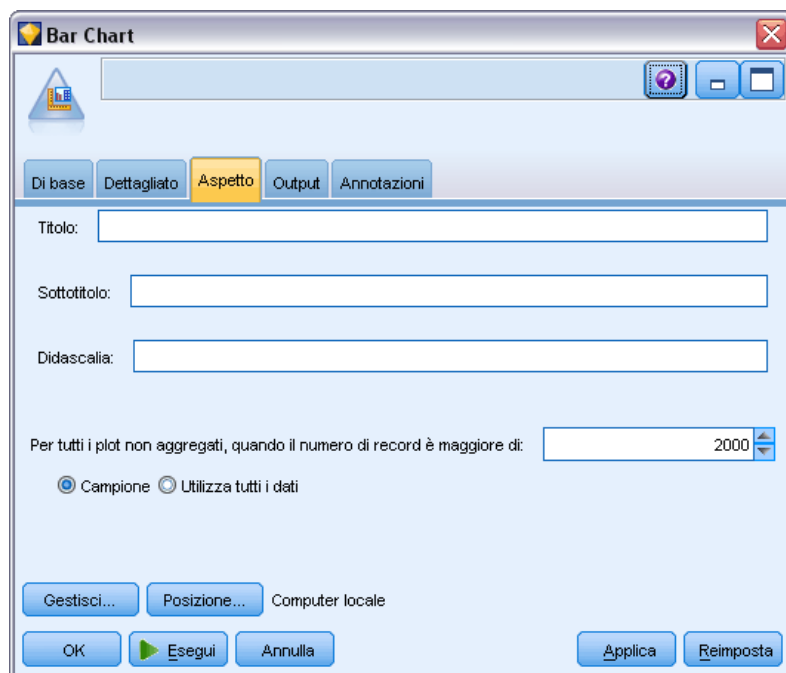 Bar Chart
Di base Dettagliato Aspetto Output Annotazioni
Titolo:
Sottotitolo:
Didascalia:
Per tutti i plot non aggregati, quando il numero di record è maggiore di: 2000
Campione Utilizza tutti i dati
Gestisci... Posizione... Computer locale
OK Esegui Annulla Applica Reimposta